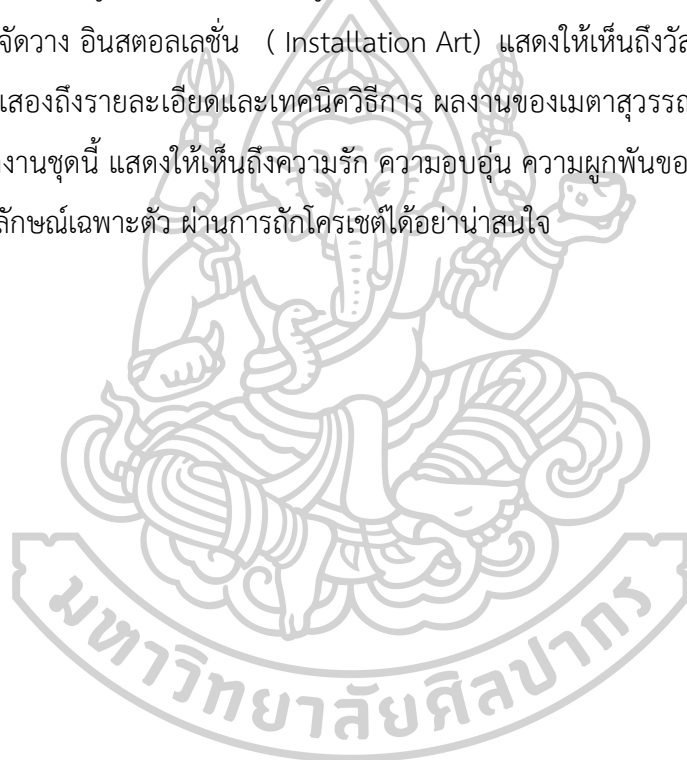 จัดวาง อินสตอลเลชั่น ( Installation Art) แสดงให้เห็นถึง
เสองถึงรายละเอียดและเทคนิควิธีการ ผลงานของเมตาสุวรรณ
งานชุดนี้ แสดงให้เห็นถึงความรัก ความอบอุ่น ความผูกพันของ
ลักษณ์เฉพาะตัว ผ่านการถักโครเชต์ได้อย่าน่าสนใจ
มหาวิทยาลัยศิลปากร